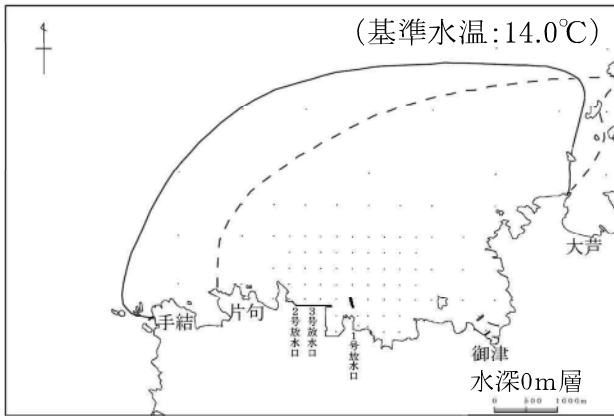 (基準水温:14.0℃)
大芦
手結
片句
2号放水口
3号放水口
1号放水口
御津
水深0m層
0 500 1000m